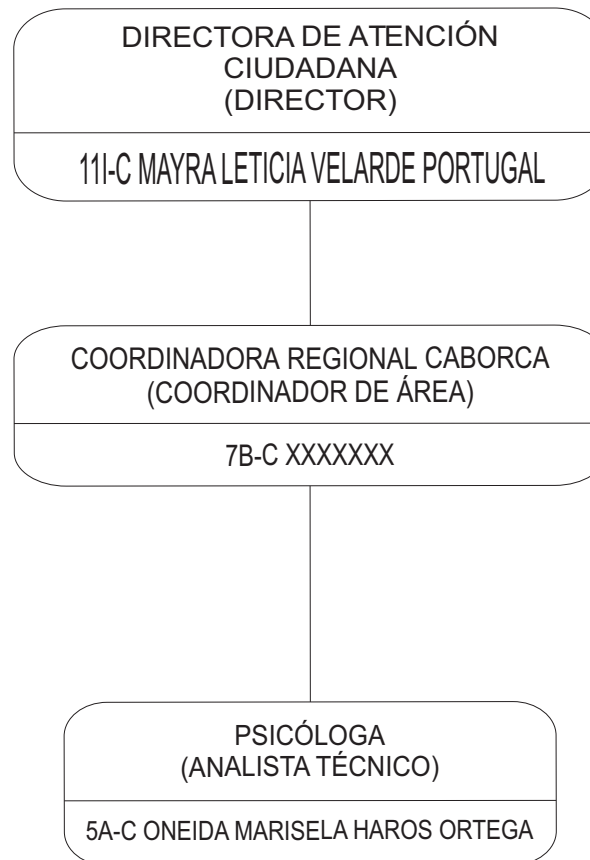 DIRECTORA DE ATENCIÓN
CIUDADANA
(DIRECTOR)
11I-C MAYRA LETICIA VELARDE PORTUGAL
COORDINADORA REGIONAL CABORCA
(COORDINADOR DE ÁREA)
7B-C XXXXXXX
PSICÓLOGA
(ANALISTA TÉCNICO)
5A-C ONEIDA MARISELA HAROS ORTEGA